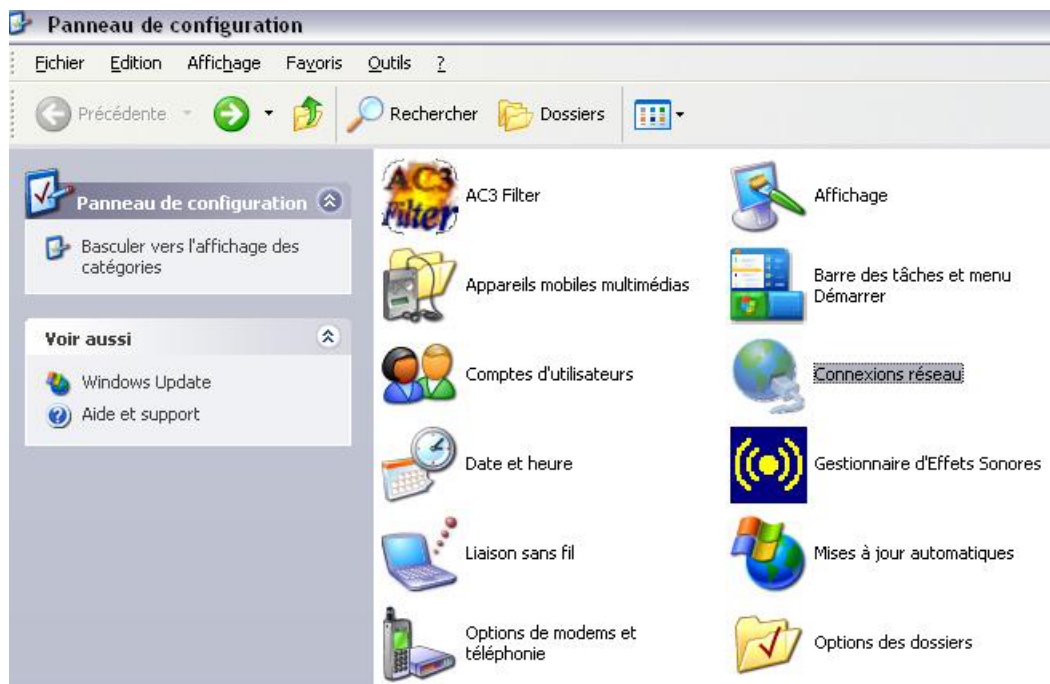 Panneau de configuration
Fichier Edition Affichage Favoris Outils ?
Précédente Rechercher Dossiers
Panneau de configuration
Basculer vers l'affichage des
catégories
Voir aussi
Windows Update
Aide et support
AC3
Filter
AC3 Filter
Affichage
Appareils mobiles multimédias
Barre des tâches et menu
Démarrer
Comptes d'utilisateurs
Connexions réseau
Date et heure
Gestionnaire d'Effets Sonores
Liaison sans fil
Mises à jour automatiques
Options de modems et
téléphonie
Options des dossiers